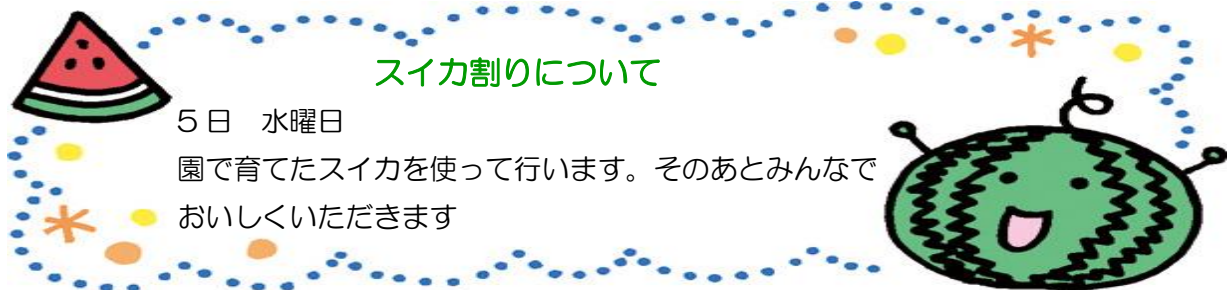 スイカ割りについて
5日　水曜日
園で育てたスイカを使って行います。そのあとみんなで
おいしくいただきます